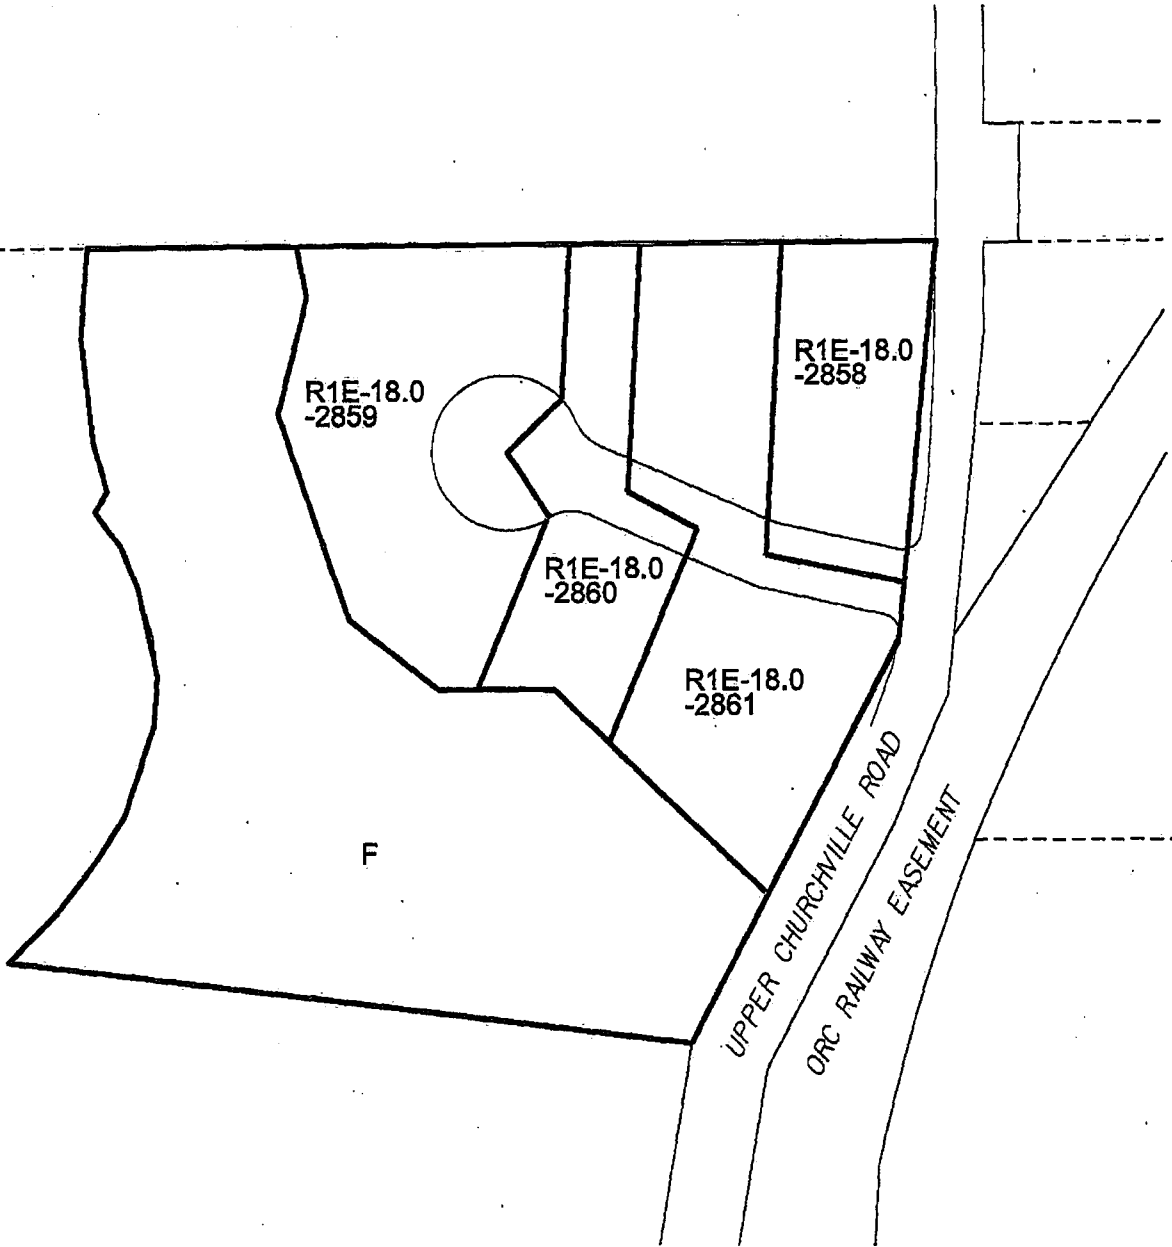 R1E-18.0
-2858
R1E-18.0
-2859
R1E-18.0
-2860
R1E-18.0
-2861
F
UPPER CHURCHVILLE ROAD
ORC RAILWAY EASEMENT